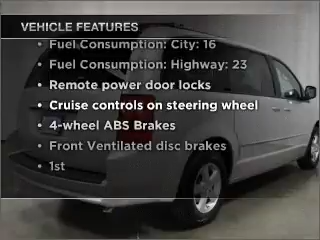 VEHICLE FEATURES
• Fuel Consumption: City: 16
• Fuel Consumption: Highway: 23
• Remote power door locks
• Cruise controls on steering wheel
• 4-wheel ABS Brakes
• Front Ventilated disc brakes
• 1st